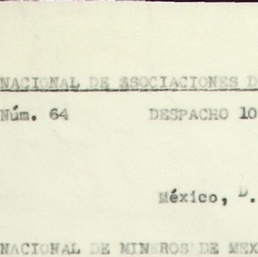 NACIONAL DE ASOCIACIONES D
Núm. 64 DESPACHO 10
México, D.
NACIONAL DE MINEROS DE MEX